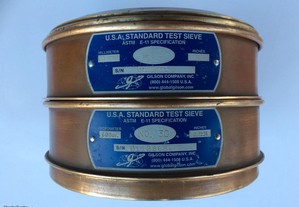 U.S.A. STANDARD TEST SIEVE
ASTM E-11 SPECIFICATION
MILLIMETER
INCHES
S/N
GILSON COMPANY, INC.
(800) 444-1508 U.S.A.
www.globalgilson.com
U.S.A. STANDARD TEST SIEVE
ASTM E-11 SPECIFICATION
INCHES
S/N
GILSON COMPANY, INC.
(800) 444-1508 U.S.A.
www.globalgilson.com